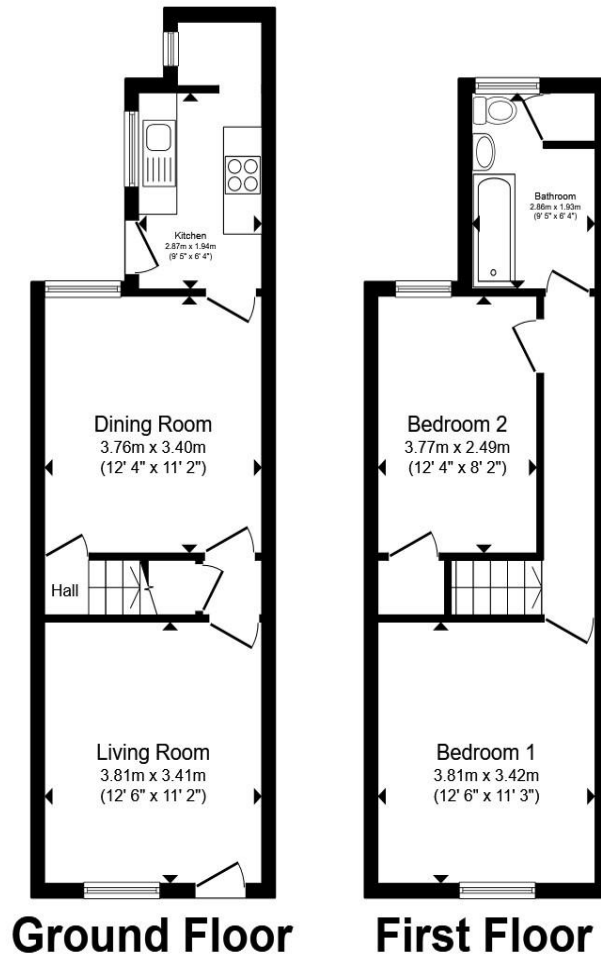 Kitchen
2.87m x 1.94m
(9' 5" x 6' 4")
Dining Room
3.76m x 3.40m
(12' 4" x 11' 2")
Hall
Living Room
3.81m x 3.41m
(12' 6" x 11' 2")
Ground Floor
Bathroom
2.86m x 1.93m
(9' 5" x 6' 4")
Bedroom 2
3.77m x 2.49m
(12' 4" x 8' 2")
Bedroom 1
3.81m x 3.42m
(12' 6" x 11' 3")
First Floor